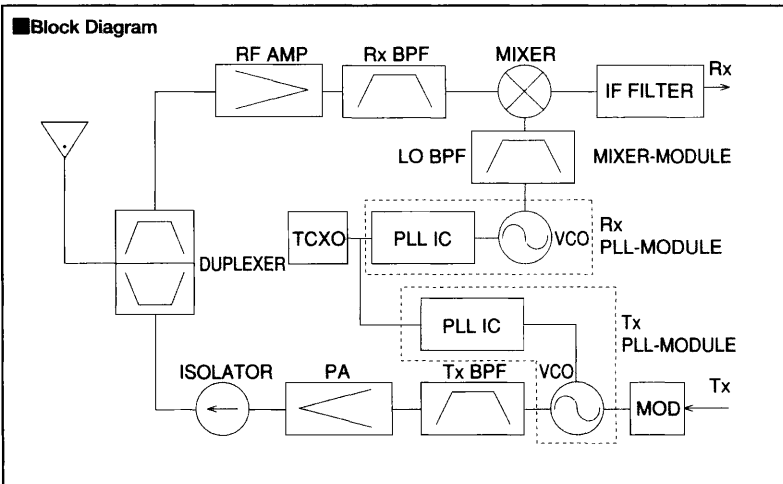 ■Block Diagram
RF AMP
Rx BPF
MIXER
IF FILTER
Rx
LO BPF
MIXER-MODULE
TCXO
PLL IC
VCO
Rx
PLL-MODULE
DUPLEXER
PLL IC
Tx
PLL-MODULE
ISOLATOR
PA
Tx BPF
VCO
MOD
Tx